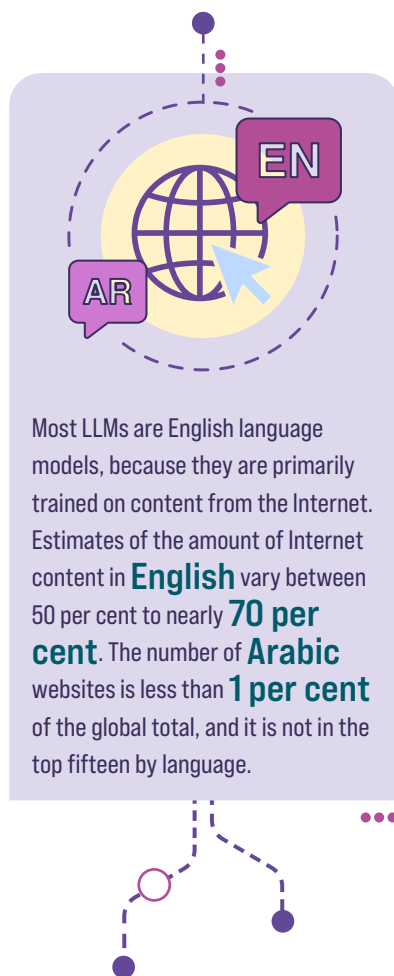 EN
AR
Most LLMs are English language
models, because they are primarily
trained on content from the Internet.
Estimates of the amount of Internet
content in English vary between
50 per cent to nearly 70 per
cent. The number of Arabic
websites is less than 1 per cent
of the global total, and it is not in the
top fifteen by language.